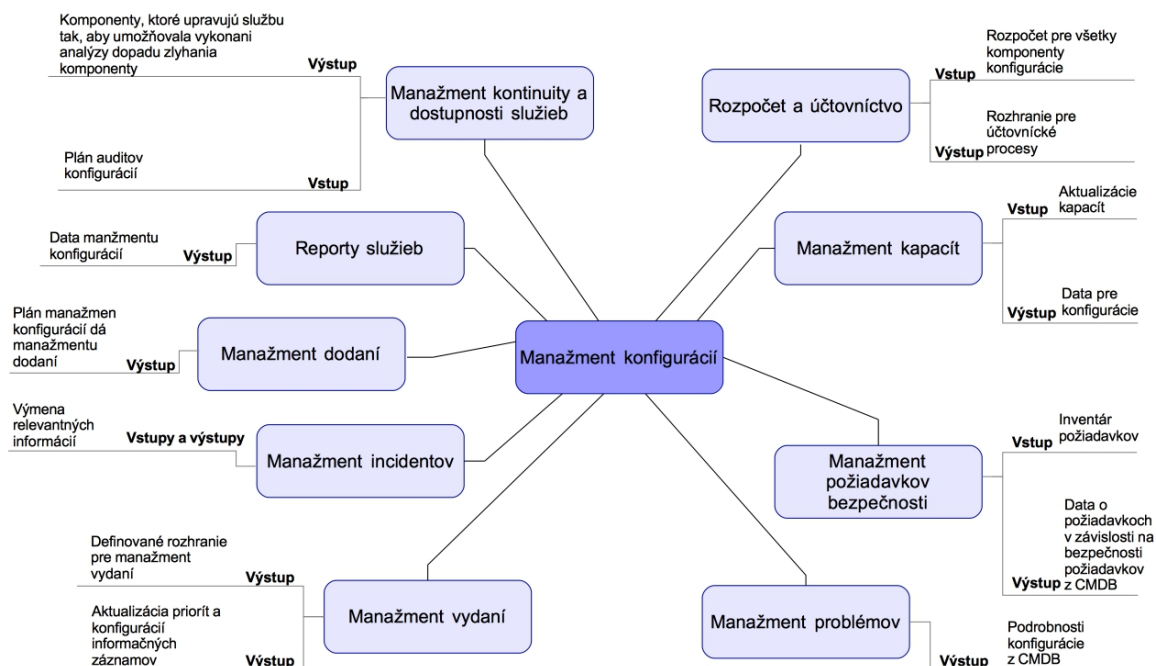 Komponenty, ktoré upravujú službu
tak, aby umožňovala vykonani
analýzy dopadu zlyhania
komponenty
Výstup
Plán auditov
konfigurácií
Vstup
Manažment kontinuity a
dostupnosti služieb
Rozpočet a účtovníctvo
Vstup
Rozpočet pre všetky
komponenty
konfigurácie
Výstup
Rozhranie pre
účtovnícké
procesy
Data manžmentu
konfigurácií
Výstup
Reporty služieb
Manažment kapacít
Vstup
Aktualizácie
kapacít
Výstup
Data pre
konfigurácie
Plán manažmen
konfigurácií dá
manažmentu
dodaní
Výstup
Manažment dodaní
Manažment konfigurácií
Výmena
relevantných
informácií
Vstupy a výstupy
Manažment incidentov
Manažment
požiadavkov
bezpečnosti
Vstup
Inventár
požiadavkov
Výstup
Data o
požiadavkoch
v závislosti na
bezpečnosti
požiadavkov
z CMDB
Definované rozhranie
pre manažment
vydaní
Výstup
Aktualizácia priorít a
konfigurácií
informačných
záznamov
Výstup
Manažment vydaní
Manažment problémov
Výstup
Podrobnosti
konfigurácie
z CMDB